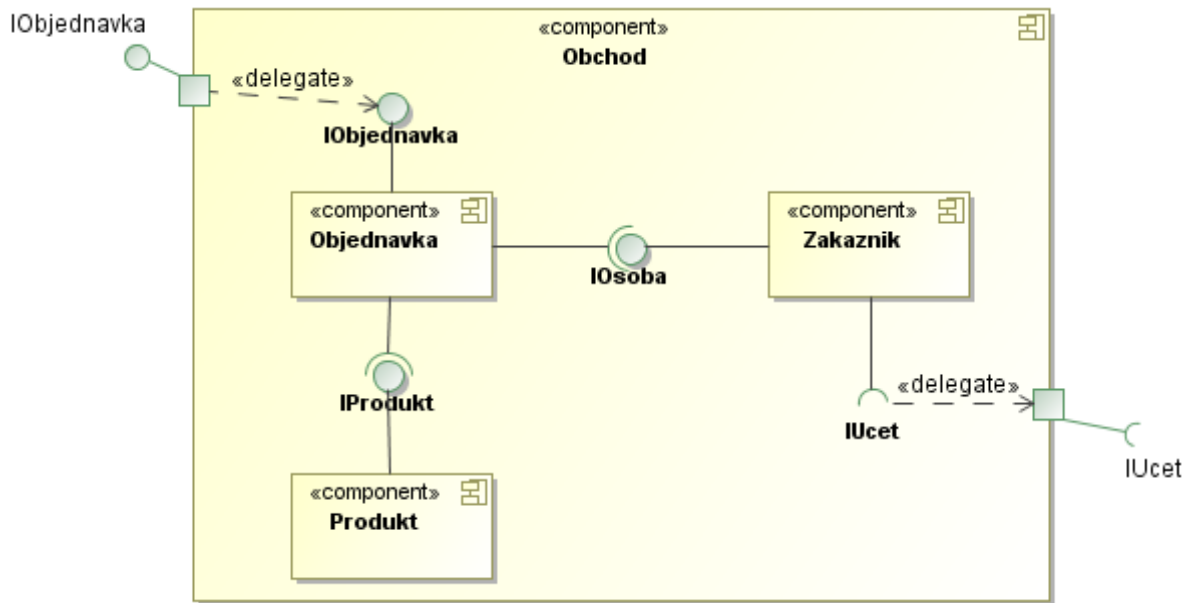 IObjednavka
«component»
Obchod
«delegate»
IObjednavka
«component»
Objednavka
«component»
Zakaznik
IOsoba
IProdukt
«delegate»
IUcet
IUcet
«component»
Produkt